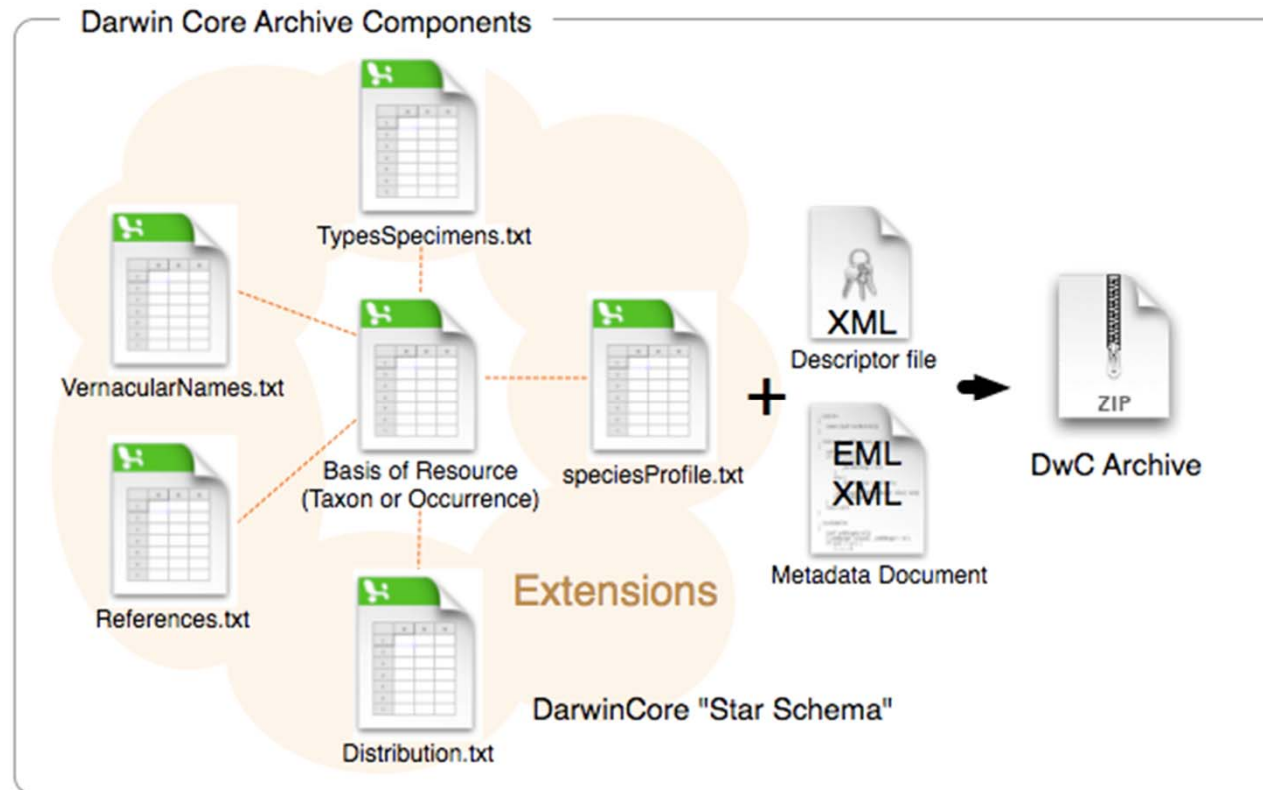 Darwin Core Archive Components
TypesSpecimens.txt
VernacularNames.txt
Basis of Resource
(Taxon or Occurrence)
speciesProfile.txt
References.txt
Extensions
Distribution.txt
DarwinCore "Star Schema"
+
XML
Descriptor file
EML
XML
Metadata Document
ZIP
DwC Archive